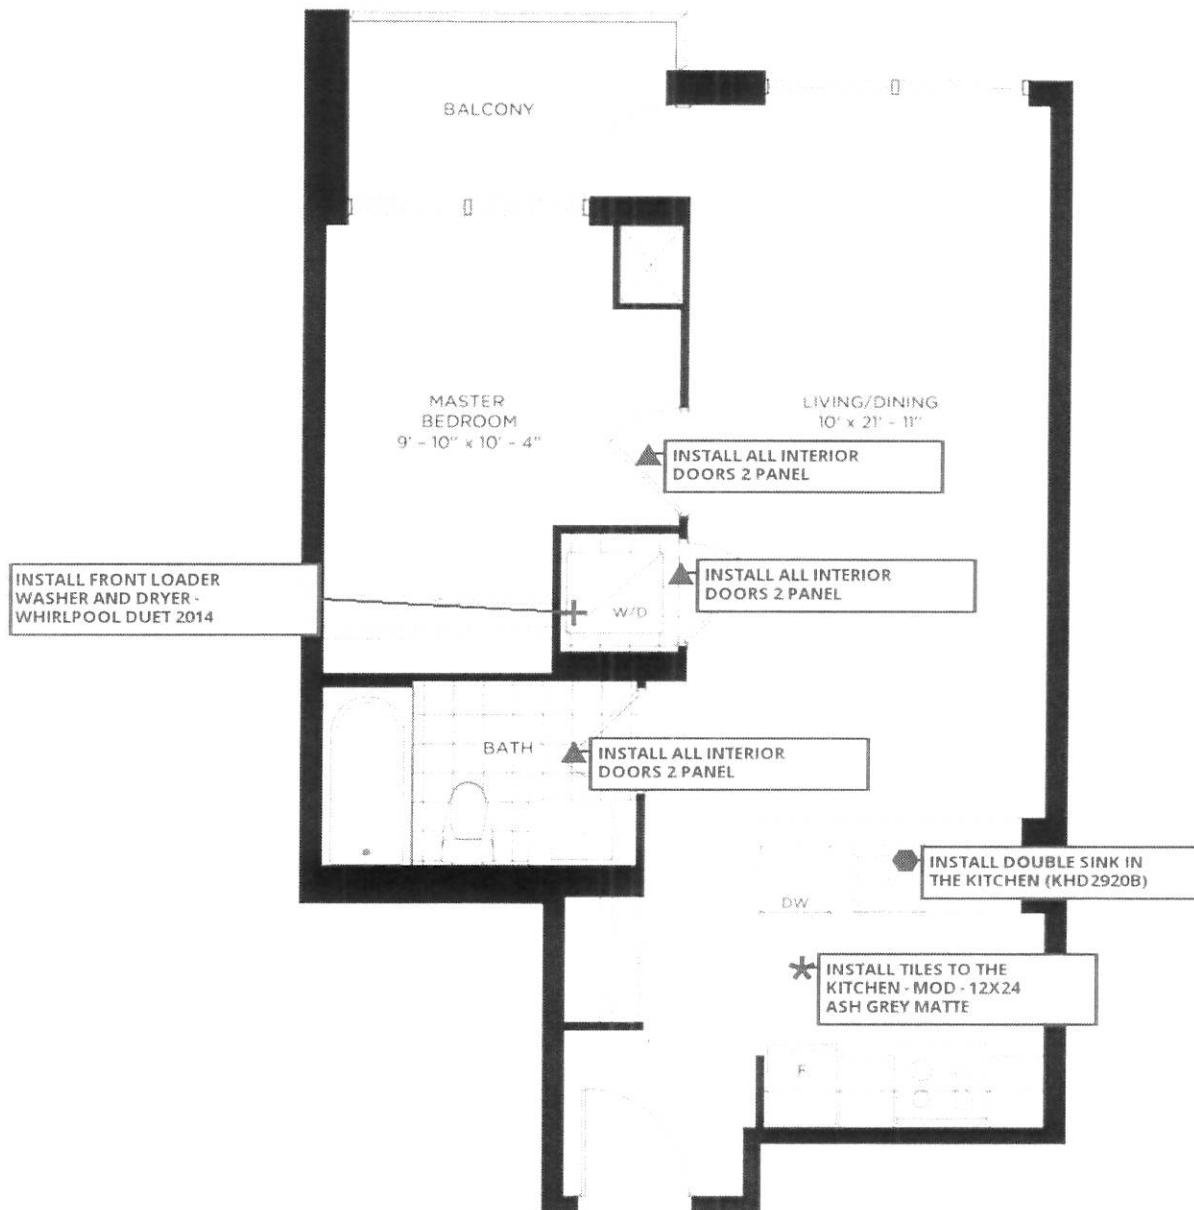 BALCONY
MASTER
BEDROOM
9' - 10" x 10' - 4"
LIVING/DINING
10' x 21' - 11"
INSTALL ALL INTERIOR
DOORS 2 PANEL
INSTALL FRONT LOADER
WASHER AND DRYER -
WHIRLPOOL DUET 2014
INSTALL ALL INTERIOR
DOORS 2 PANEL
W/D
BATH
INSTALL ALL INTERIOR
DOORS 2 PANEL
INSTALL DOUBLE SINK IN
THE KITCHEN (KHD2920B)
DW
INSTALL TILES TO THE
KITCHEN - MOD - 12X24
ASH GREY MATTE
F